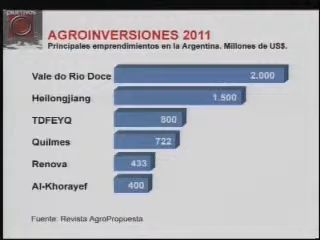 AGROINVERSIONES 2011
Principales emprendimientos en la Argentina. Millones de US$.
Vale do Rio Doce 2.000
Heilongjiang 1.500
TDFEYQ 800
Quilmes 722
Renova 433
Al-Khorayef 400
Fuente: Revista AgroPropuesta